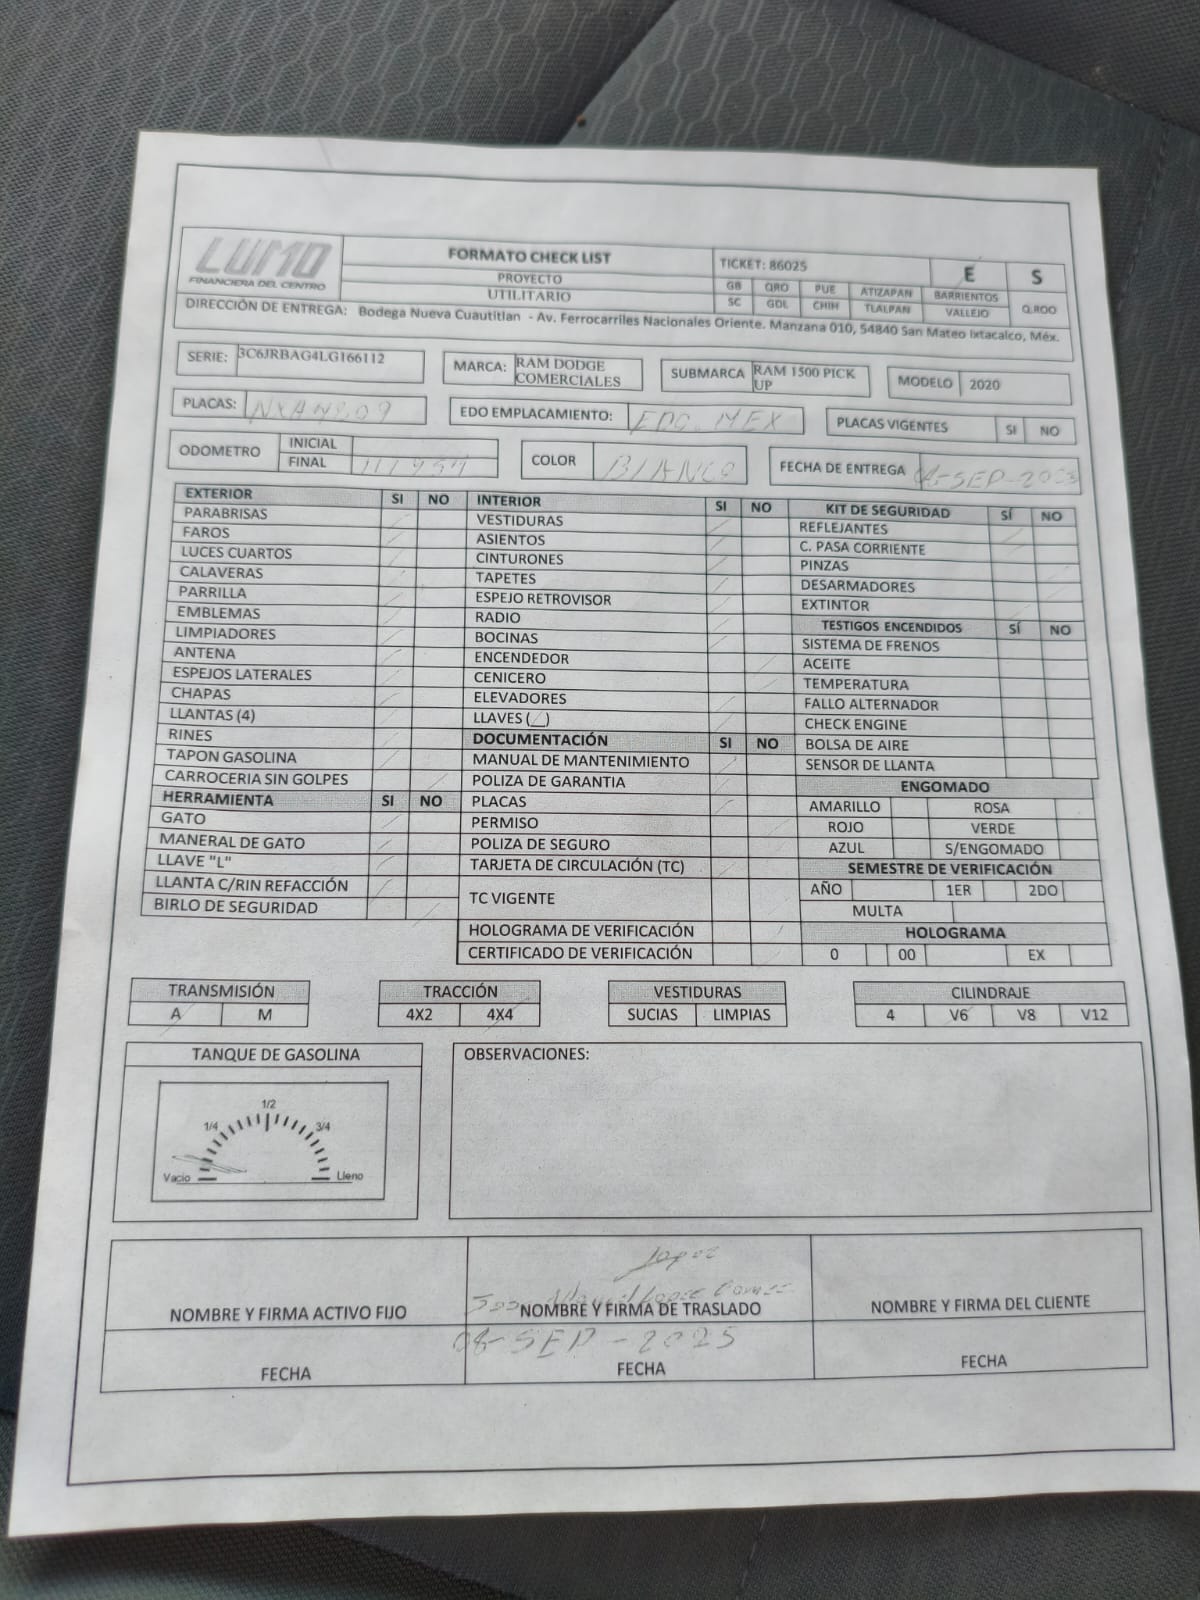 LUMO
FINANCIERA DEL CENTRO
FORMATO CHECK LIST
PROYECTO
UTILITARIO
TICKET: 86025 E S
GB QRO PUE ATIZAPAN BARRIENTOS Q.ROO
SC GDL CHIH TLALPAN VALLEJO
DIRECCIÓN DE ENTREGA: Bodega Nueva Cuautitlan - Av. Ferrocarriles Nacionales Oriente. Manzana 010, 54840 San Mateo Ixtacalco, Méx.
SERIE: 3C6JRBAG4LG166112 MARCA: RAM DODGE COMERCIALES SUBMARCA RAM 1500 PICK UP MODELO 2020
PLACAS: EDO EMPLACAMIENTO: EDO. MEX PLACAS VIGENTES SI NO
ODOMETRO INICIAL
FINAL COLOR BLANCO FECHA DE ENTREGA 08-SEP-2025
EXTERIOR SI NO
PARABRISAS
FAROS
LUCES CUARTOS
CALAVERAS
PARRILLA
EMBLEMAS
LIMPIADORES
ANTENA
ESPEJOS LATERALES
CHAPAS
LLANTAS (4)
RINES
TAPON GASOLINA
CARROCERIA SIN GOLPES
HERRAMIENTA SI NO
GATO
MANERAL DE GATO
LLAVE "L"
LLANTA C/RIN REFACCIÓN
BIRLO DE SEGURIDAD
INTERIOR SI NO
VESTIDURAS
ASIENTOS
CINTURONES
TAPETES
ESPEJO RETROVISOR
RADIO
BOCINAS
ENCENDEDOR
CENICERO
ELEVADORES
LLAVES (_)
DOCUMENTACIÓN SI NO
MANUAL DE MANTENIMIENTO
POLIZA DE GARANTIA
PLACAS
PERMISO
POLIZA DE SEGURO
TARJETA DE CIRCULACIÓN (TC)
TC VIGENTE
HOLOGRAMA DE VERIFICACIÓN
CERTIFICADO DE VERIFICACIÓN
KIT DE SEGURIDAD SÍ NO
REFLEJANTES
C. PASA CORRIENTE
PINZAS
DESARMADORES
EXTINTOR
TESTIGOS ENCENDIDOS SÍ NO
SISTEMA DE FRENOS
ACEITE
TEMPERATURA
FALLO ALTERNADOR
CHECK ENGINE
BOLSA DE AIRE
SENSOR DE LLANTA
ENGOMADO
AMARILLO ROSA
ROJO VERDE
AZUL S/ENGOMADO
SEMESTRE DE VERIFICACIÓN
AÑO 1ER 2DO
MULTA
HOLOGRAMA
0 00 EX
TRANSMISIÓN
A M
TRACCIÓN
4X2 4X4
VESTIDURAS
SUCIAS LIMPIAS
CILINDRAJE
4 V6 V8 V12
TANQUE DE GASOLINA
1/2
1/4 3/4
Vacio Lleno
OBSERVACIONES:
NOMBRE Y FIRMA ACTIVO FIJO
FECHA
Lopez
Lopez Gomez
NOMBRE Y FIRMA DE TRASLADO
08-SEP-2025
FECHA
NOMBRE Y FIRMA DEL CLIENTE
FECHA